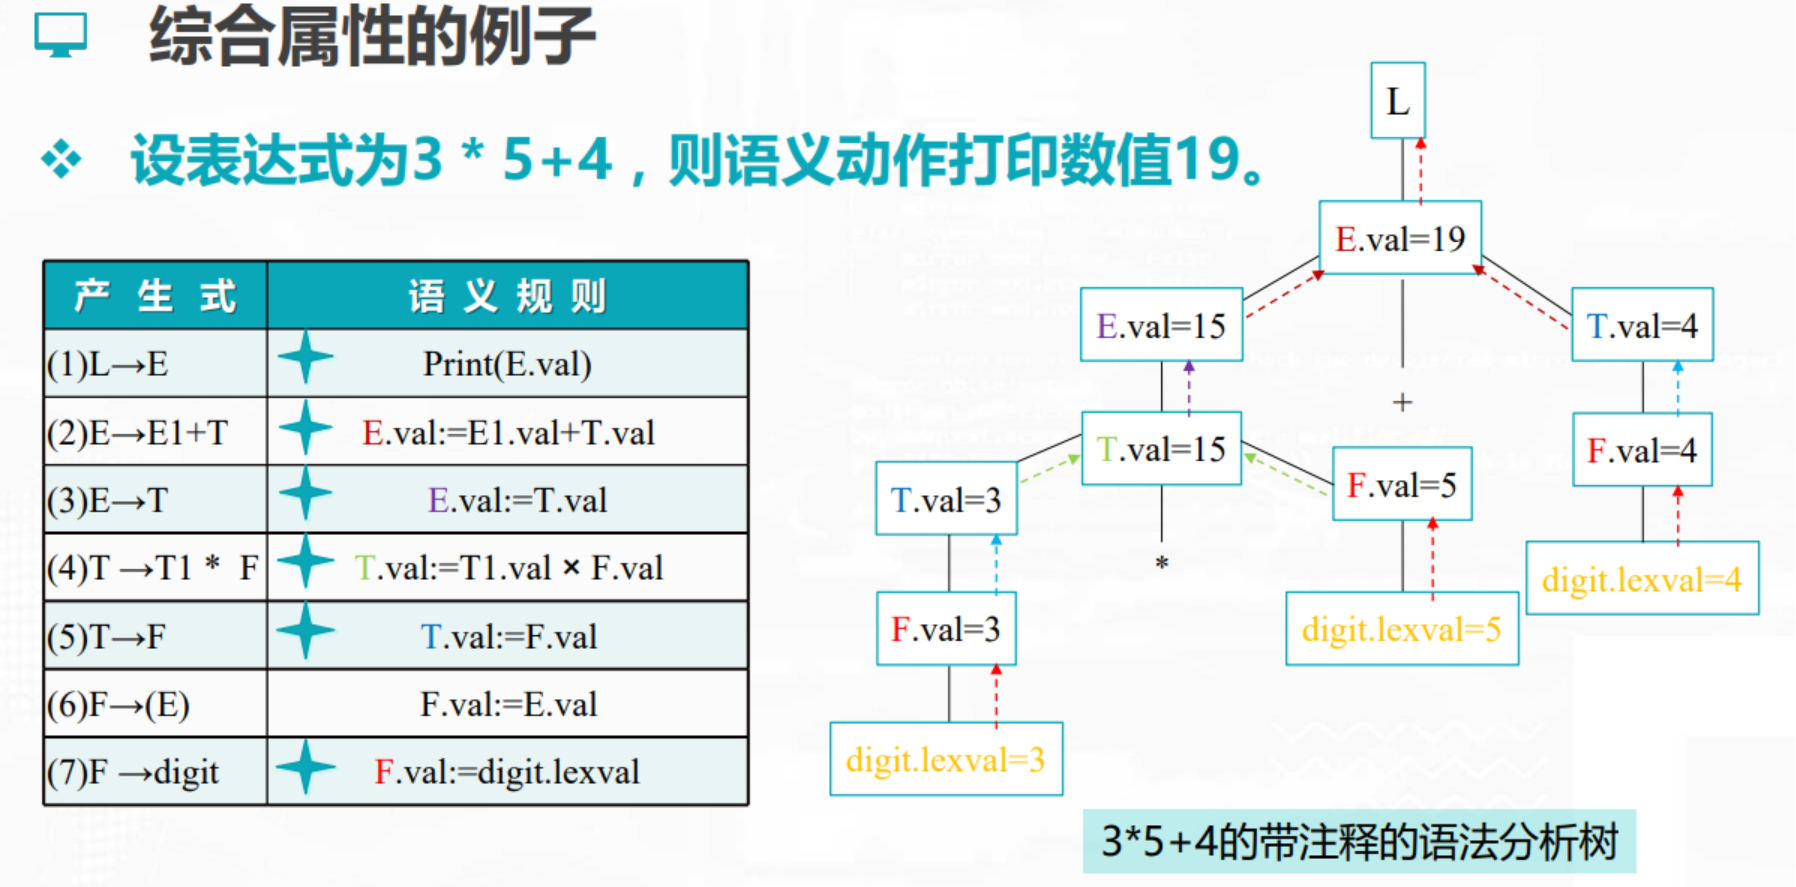 综合属性的例子
设表达式为3 * 5+4，则语义动作打印数值19。
产 生 式 语 义 规 则
(1)L→E Print(E.val)
(2)E→E1+T E.val:=E1.val+T.val
(3)E→T E.val:=T.val
(4)T →T1 * F T.val:=T1.val × F.val
(5)T→F T.val:=F.val
(6)F→(E) F.val:=E.val
(7)F →digit F.val:=digit.lexval
L
E.val=19
E.val=15
T.val=4
+
T.val=15
F.val=4
T.val=3
F.val=5
*
digit.lexval=4
F.val=3
digit.lexval=5
digit.lexval=3
3*5+4的带注释的语法分析树